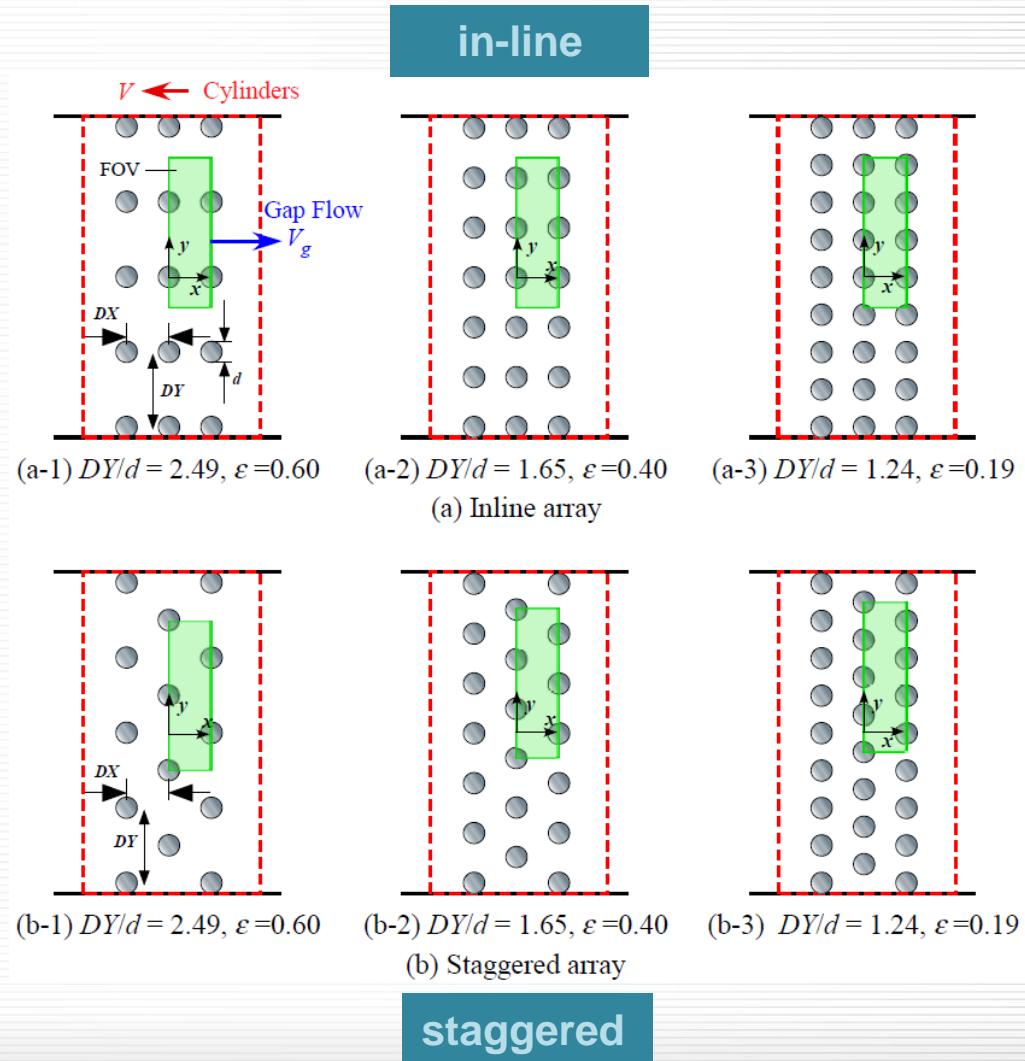 in-line
V Cylinders
FOV
Gap Flow
V_g
y
x
DX
d
DY
y
x
y
x
(a-1) DY/d = 2.49, ε =0.60
(a-2) DY/d = 1.65, ε =0.40
(a-3) DY/d = 1.24, ε =0.19
(a) Inline array
y
x
DX
DY
y
x
y
x
(b-1) DY/d = 2.49, ε =0.60
(b-2) DY/d = 1.65, ε =0.40
(b-3) DY/d = 1.24, ε =0.19
(b) Staggered array
staggered